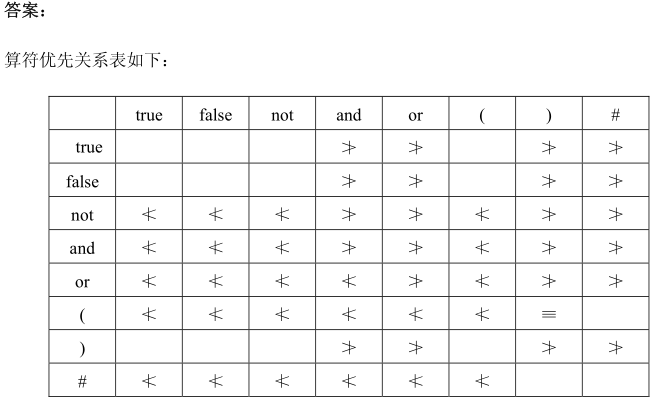 答案：
算符优先关系表如下：
true false not and or ( ) #
true ⋗ ⋗ ⋗ ⋗
false ⋗ ⋗ ⋗ ⋗
not ⋖ ⋖ ⋖ ⋗ ⋗ ⋖ ⋗ ⋗
and ⋖ ⋖ ⋖ ⋗ ⋗ ⋖ ⋗ ⋗
or ⋖ ⋖ ⋖ ⋖ ⋗ ⋖ ⋗ ⋗
( ⋖ ⋖ ⋖ ⋖ ⋖ ⋖ ≡
) ⋗ ⋗ ⋗ ⋗
# ⋖ ⋖ ⋖ ⋖ ⋖ ⋖